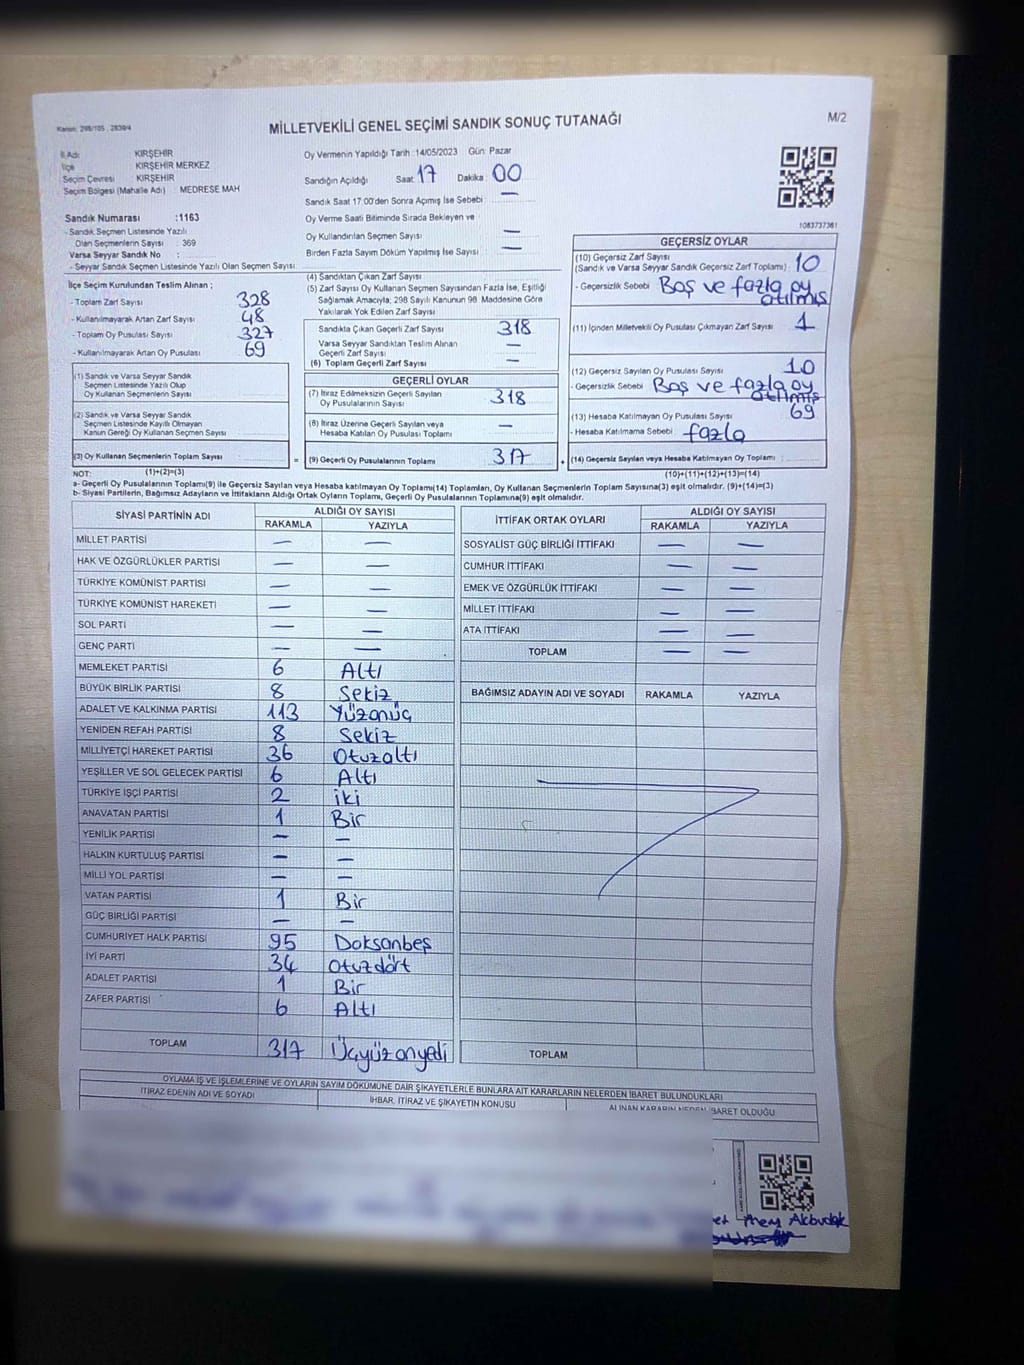 Kanun: 298/105 , 2839/4
MİLLETVEKİLİ GENEL SEÇİMİ SANDIK SONUÇ TUTANAĞI
M/2
İl Adı KIRŞEHİR
İlçe KIRŞEHİR MERKEZ
Seçim Çevresi KIRŞEHİR
Seçim Bölgesi (Mahalle Adı) MEDRESE MAH
Sandık Numarası :1163
- Sandık Seçmen Listesinde Yazılı
Olan Seçmenlerin Sayısı : 369
Varsa Seyyar Sandık No :
- Seyyar Sandık Seçmen Listesinde Yazılı Olan Seçmen Sayısı
Oy Vermenin Yapıldığı Tarih :14/05/2023 Gün: Pazar
Sandığın Açıldığı Saat: 17 Dakika: 00
Sandık Saat 17.00'den Sonra Açımış İse Sebebi —
Oy Verme Saati Bitiminde Sırada Bekleyen ve
Oy Kullandırılan Seçmen Sayısı —
Birden Fazla Sayım Döküm Yapılmış İse Sayısı —
1083737361
İlçe Seçim Kurulundan Teslim Alınan ;
- Toplam Zarf Sayısı 328
- Kullanılmayarak Artan Zarf Sayısı 48
- Toplam Oy Pusulası Sayısı 327
- Kullanılmayarak Artan Oy Pusulası 69
(4) Sandıktan Çıkan Zarf Sayısı
(5) Zarf Sayısı Oy Kullanan Seçmen Sayısından Fazla İse, Eşitliği
Sağlamak Amacıyla; 298 Sayılı Kanunun 98. Maddesine Göre
Yakılarak Yok Edilen Zarf Sayısı
Sandıkta Çıkan Geçerli Zarf Sayısı 318
Varsa Seyyar Sandıktan Teslim Alınan
Geçerli Zarf Sayısı —
(6) Toplam Geçerli Zarf Sayısı —
GEÇERSİZ OYLAR
(10) Geçersiz Zarf Sayısı
(Sandık ve Varsa Seyyar Sandık Geçersiz Zarf Toplamı) 10
- Geçersizlik Sebebi Boş ve fazla oy
atılmış
(11) İçinden Milletvekili Oy Pusulası Çıkmayan Zarf Sayısı 1
(12) Geçersiz Sayılan Oy Pusulası Sayısı 10
- Geçersizlik Sebebi Boş ve fazla oy
atılmış
(13) Hesaba Katılmayan Oy Pusulası Sayısı 69
- Hesaba Katılmama Sebebi fazla
(14) Geçersiz Sayılan veya Hesaba Katılmayan Oy Toplamı
(1) Sandık ve Varsa Seyyar Sandık
Seçmen Listesinde Yazılı Olup
Oy Kullanan Seçmenlerin Sayısı
(2) Sandık ve Varsa Seyyar Sandık
Seçmen Listesinde Kayıtlı Olmayan
Kanun Gereği Oy Kullanan Seçmen Sayısı
(3) Oy Kullanan Seçmenlerin Toplam Sayısı
GEÇERLİ OYLAR
(7) İtiraz Edilmeksizin Geçerli Sayılan
Oy Pusulalarının Sayısı 318
(8) İtiraz Üzerine Geçerli Sayılan veya
Hesaba Katılan Oy Pusulası Toplamı —
= (9) Geçerli Oy Pusulalarının Toplamı 317 +
NOT: (1)+(2)=(3)
(10)+(11)+(12)+(13)=(14)
a- Geçerli Oy Pusulalarının Toplamı(9) ile Geçersiz Sayılan veya Hesaba katılmayan Oy Toplamı(14) Toplamları, Oy Kullanan Seçmenlerin Toplam Sayısına(3) eşit olmalıdır. (9)+(14)=(3)
b- Siyasi Partilerin, Bağımsız Adayların ve İttifakların Aldığı Ortak Oyların Toplamı, Geçerli Oy Pusulalarının Toplamına(9) eşit olmalıdır.
SİYASİ PARTİNİN ADI ALDIĞI OY SAYISI
RAKAMLA YAZIYLA
MİLLET PARTİSİ — —
HAK VE ÖZGÜRLÜKLER PARTİSİ — —
TÜRKİYE KOMÜNİST PARTİSİ — —
TÜRKİYE KOMÜNİST HAREKETİ — —
SOL PARTİ — —
GENÇ PARTİ — —
MEMLEKET PARTİSİ 6 Altı
BÜYÜK BİRLİK PARTİSİ 8 Sekiz
ADALET VE KALKINMA PARTİSİ 113 Yüzonüç
YENİDEN REFAH PARTİSİ 8 Sekiz
MİLLİYETÇİ HAREKET PARTİSİ 36 Otuzaltı
YEŞİLLER VE SOL GELECEK PARTİSİ 6 Altı
TÜRKİYE İŞÇİ PARTİSİ 2 iki
ANAVATAN PARTİSİ 1 Bir
YENİLİK PARTİSİ — —
HALKIN KURTULUŞ PARTİSİ — —
MİLLİ YOL PARTİSİ — —
VATAN PARTİSİ 1 Bir
GÜÇ BİRLİĞİ PARTİSİ — —
CUMHURİYET HALK PARTİSİ 95 Doksanbeş
İYİ PARTİ 34 Otuzdört
ADALET PARTİSİ 1 Bir
ZAFER PARTİSİ 6 Altı
TOPLAM 317 Üçyüzonyedi
İTTİFAK ORTAK OYLARI ALDIĞI OY SAYISI
RAKAMLA YAZIYLA
SOSYALİST GÜÇ BİRLİĞİ İTTİFAKI — —
CUMHUR İTTİFAKI — —
EMEK VE ÖZGÜRLÜK İTTİFAKI — —
MİLLET İTTİFAKI — —
ATA İTTİFAKI — —
TOPLAM — —
BAĞIMSIZ ADAYIN ADI VE SOYADI RAKAMLA YAZIYLA
TOPLAM
OYLAMA İŞ VE İŞLEMLERİNE VE OYLARIN SAYIM DÖKÜMÜNE DAİR ŞİKAYETLERLE BUNLARA AİT KARARLARIN NELERDEN İBARET BULUNDUKLARI
İTİRAZ EDENİN ADI VE SOYADI İHBAR, İTİRAZ VE ŞİKAYETİN KONUSU ALINAN KARARIN NEDEN İBARET OLDUĞU
Akbudak